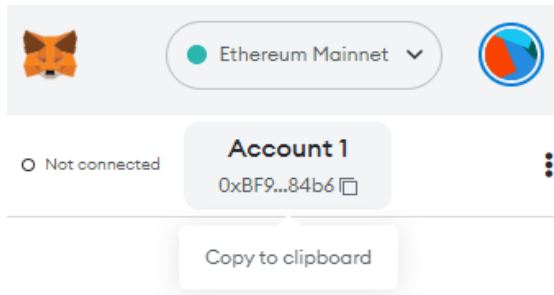 Ethereum Mainnet
Account 1
Not connected
0xBF9...84b6
Copy to clipboard